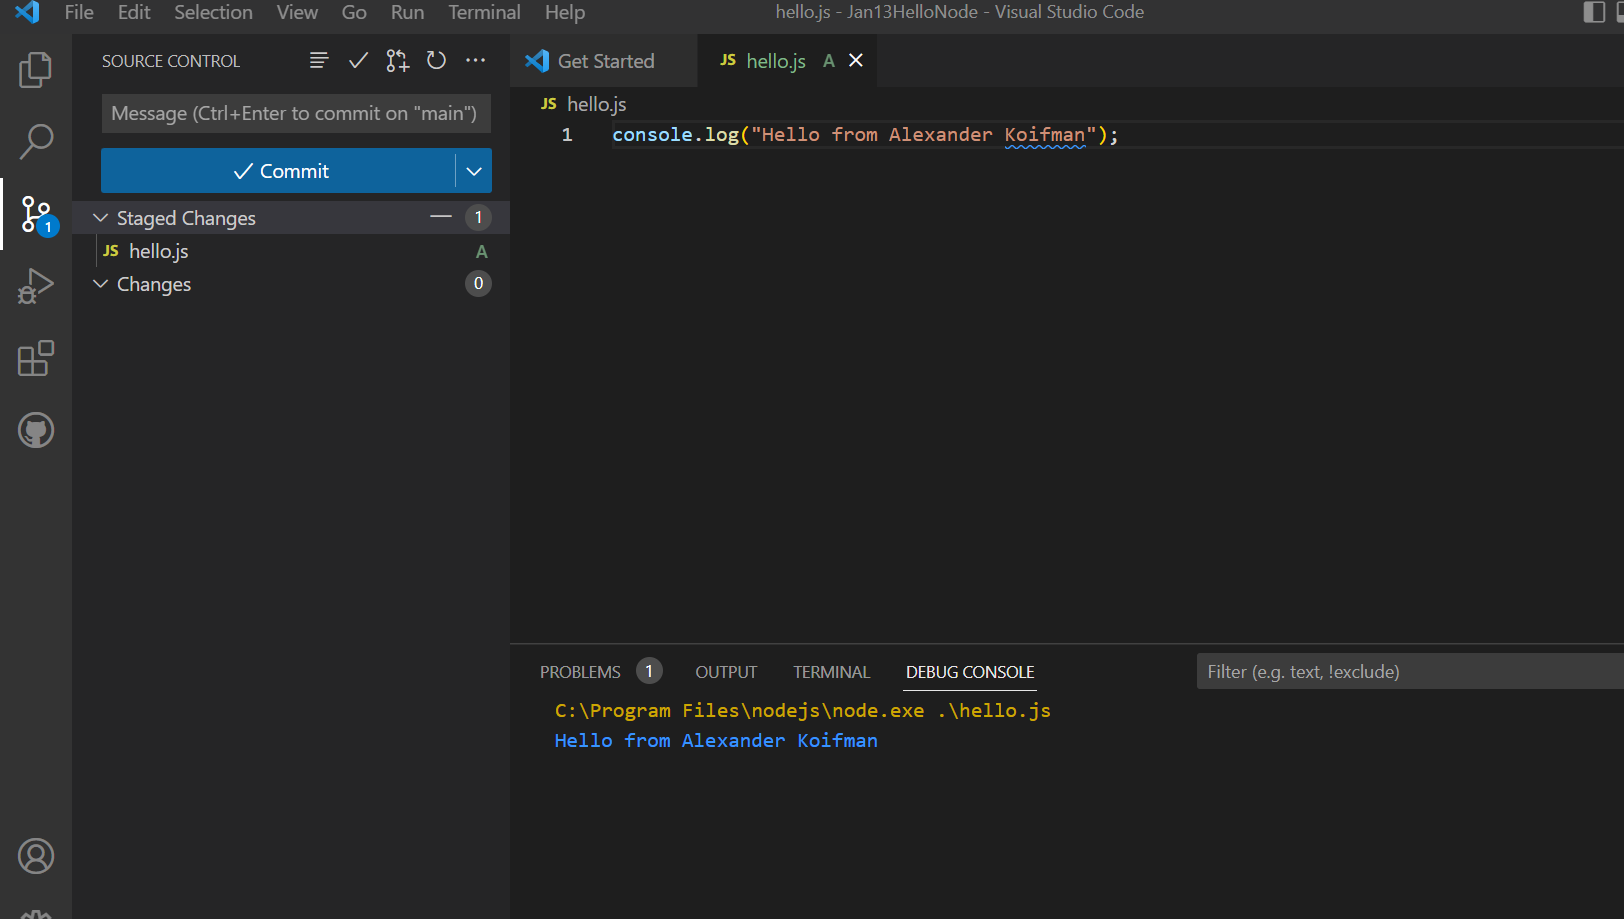 File Edit Selection View Go Run Terminal Help
hello.js - Jan13HelloNode - Visual Studio Code
SOURCE CONTROL
Message (Ctrl+Enter to commit on "main")
Commit
Staged Changes 1
JS hello.js A
Changes 0
1
Get Started
JS hello.js A
JS hello.js
1 console.log("Hello from Alexander Koifman");
PROBLEMS 1 OUTPUT TERMINAL DEBUG CONSOLE
Filter (e.g. text, !exclude)
C:\Program Files\nodejs\node.exe .\hello.js
Hello from Alexander Koifman